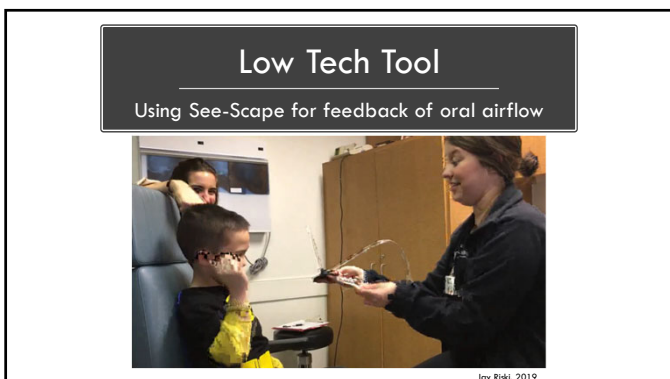 Low Tech Tool
Using See-Scape for feedback of oral airflow
Jay Riski, 2019